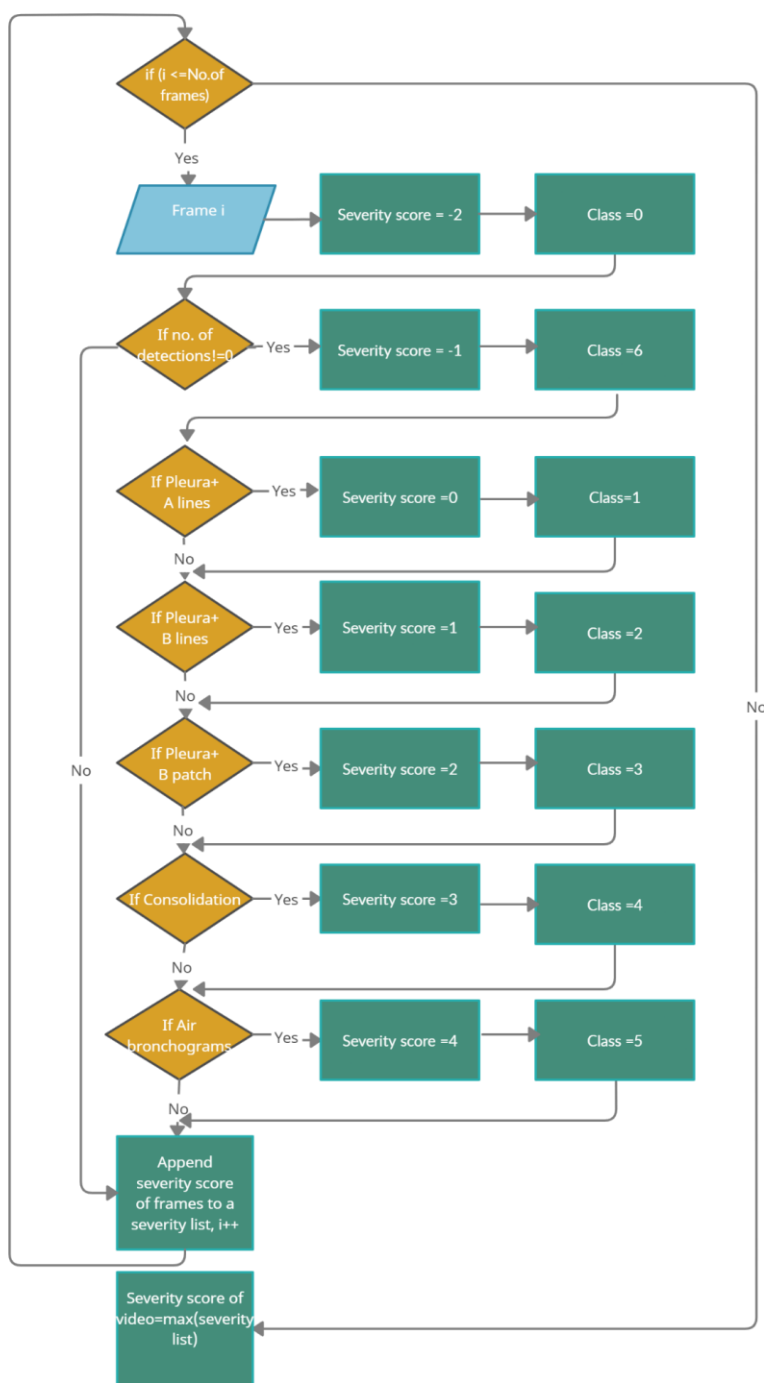 if (i <=No.of
frames)
Yes
Frame i
Severity score = -2
Class =0
If no. of
detections!=0
Yes
Severity score = -1
Class =6
If Pleura+
A lines
Yes
Severity score =0
Class=1
No
If Pleura+
B lines
Yes
Severity score =1
Class =2
No
No
If Pleura+
B patch
Yes
Severity score =2
Class =3
No
No
If Consolidation
Yes
Severity score =3
Class =4
No
If Air
bronchograms
Yes
Severity score =4
Class =5
No
Append
severity score
of frames to a
severity list, i++
Severity score of
video=max(severity
list)